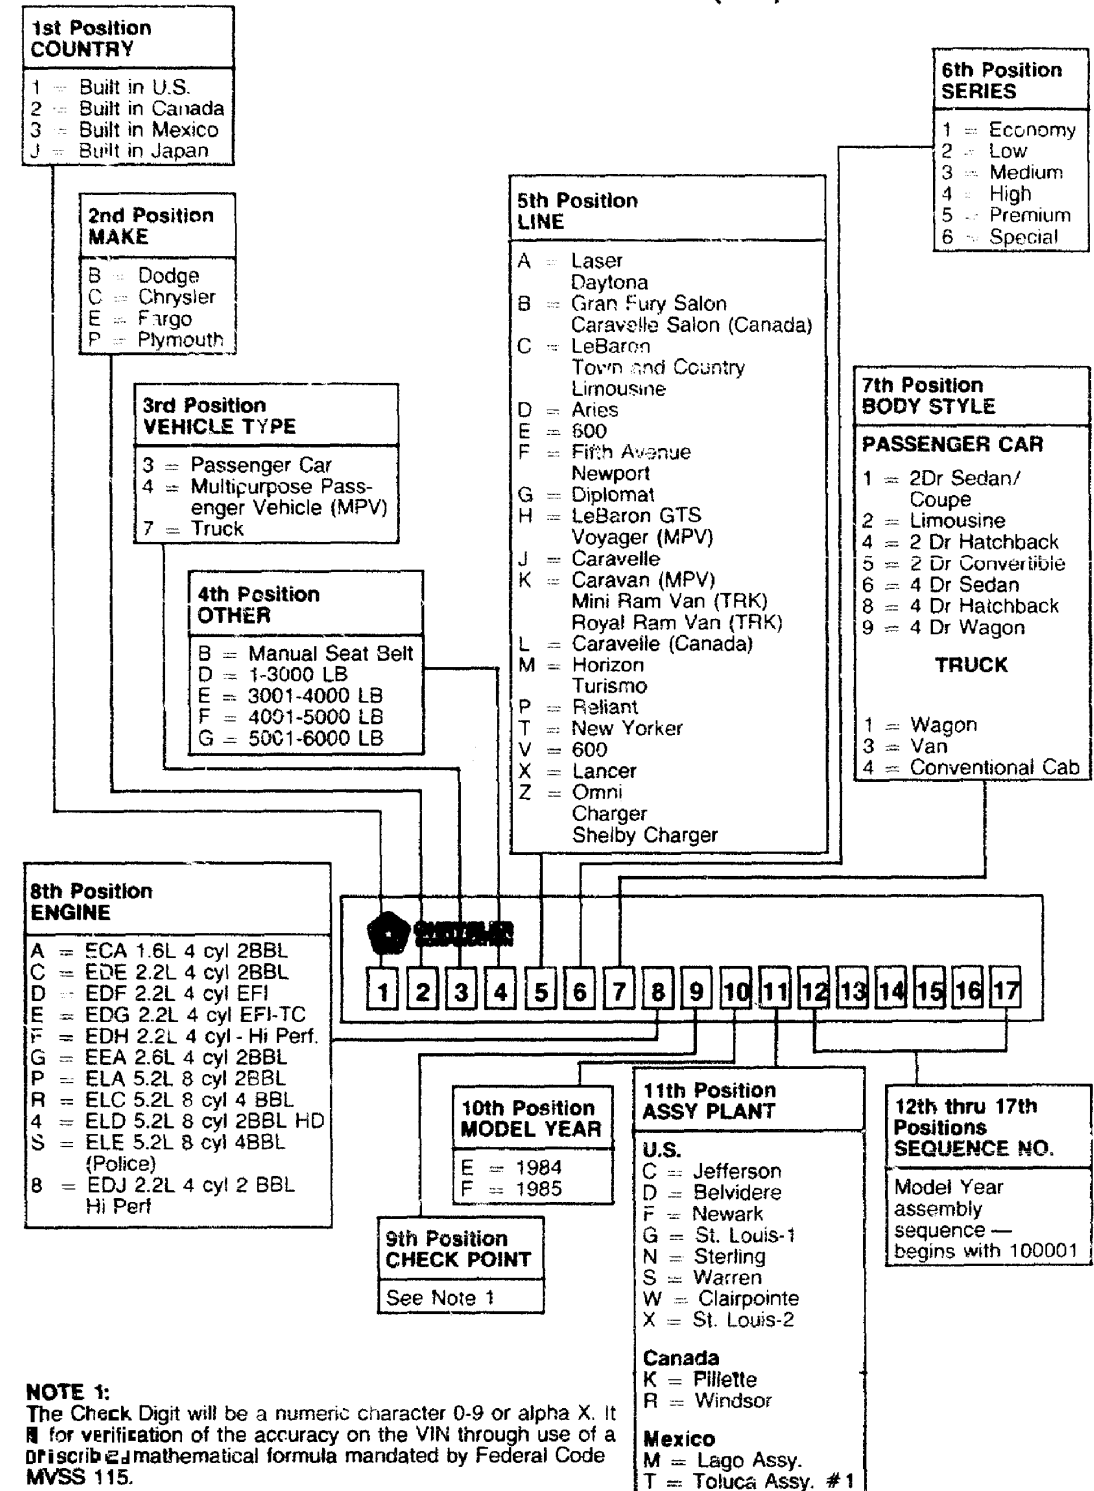 1st Position
COUNTRY
1 = Built in U.S.
2 = Built in Canada
3 = Built in Mexico
J = Built in Japan
2nd Position
MAKE
B = Dodge
C = Chrysler
E = Fargo
P = Plymouth
3rd Position
VEHICLE TYPE
3 = Passenger Car
4 = Multipurpose Pass-
enger Vehicle (MPV)
7 = Truck
4th Position
OTHER
B = Manual Seat Belt
D = 1-3000 LB
E = 3001-4000 LB
F = 4001-5000 LB
G = 5001-6000 LB
5th Position
LINE
A = Laser
Daytona
B = Gran Fury Salon
Caravelle Salon (Canada)
C = LeBaron
Town and Country
Limousine
D = Aries
E = 600
F = Fifth Avenue
Newport
G = Diplomat
H = LeBaron GTS
Voyager (MPV)
J = Caravelle
K = Caravan (MPV)
Mini Ram Van (TRK)
Royal Ram Van (TRK)
L = Caravelle (Canada)
M = Horizon
Turismo
P = Reliant
T = New Yorker
V = 600
X = Lancer
Z = Omni
Charger
Shelby Charger
6th Position
SERIES
1 = Economy
2 = Low
3 = Medium
4 = High
5 = Premium
6 = Special
7th Position
BODY STYLE
PASSENGER CAR
1 = 2Dr Sedan/
Coupe
2 = Limousine
4 = 2 Dr Hatchback
5 = 2 Dr Convertible
6 = 4 Dr Sedan
8 = 4 Dr Hatchback
9 = 4 Dr Wagon
TRUCK
1 = Wagon
3 = Van
4 = Conventional Cab
8th Position
ENGINE
A = ECA 1.6L 4 cyl 2BBL
C = EDE 2.2L 4 cyl 2BBL
D = EDF 2.2L 4 cyl EFI
E = EDG 2.2L 4 cyl EFI-TC
F = EDH 2.2L 4 cyl - Hi Perf.
G = EEA 2.6L 4 cyl 2BBL
P = ELA 5.2L 8 cyl 2BBL
R = ELC 5.2L 8 cyl 4 BBL
4 = ELD 5.2L 8 cyl 2BBL HD
S = ELE 5.2L 8 cyl 4BBL
(Police)
8 = EDJ 2.2L 4 cyl 2 BBL
Hi Perf
CHRYSLER
CORPORATION
1 2 3 4 5 6 7 8 9 10 11 12 13 14 15 16 17
9th Position
CHECK POINT
See Note 1
10th Position
MODEL YEAR
E = 1984
F = 1985
11th Position
ASSY PLANT
U.S.
C = Jefferson
D = Belvidere
F = Newark
G = St. Louis-1
N = Sterling
S = Warren
W = Clairpointe
X = St. Louis-2
Canada
K = Pillette
R = Windsor
Mexico
M = Lago Assy.
T = Toluca Assy. #1
12th thru 17th
Positions
SEQUENCE NO.
Model Year
assembly
sequence —
begins with 100001
NOTE 1:
The Check Digit will be a numeric character 0-9 or alpha X. It
for verification of the accuracy on the VIN through use of a
mathematical formula mandated by Federal Code
MVSS 115.